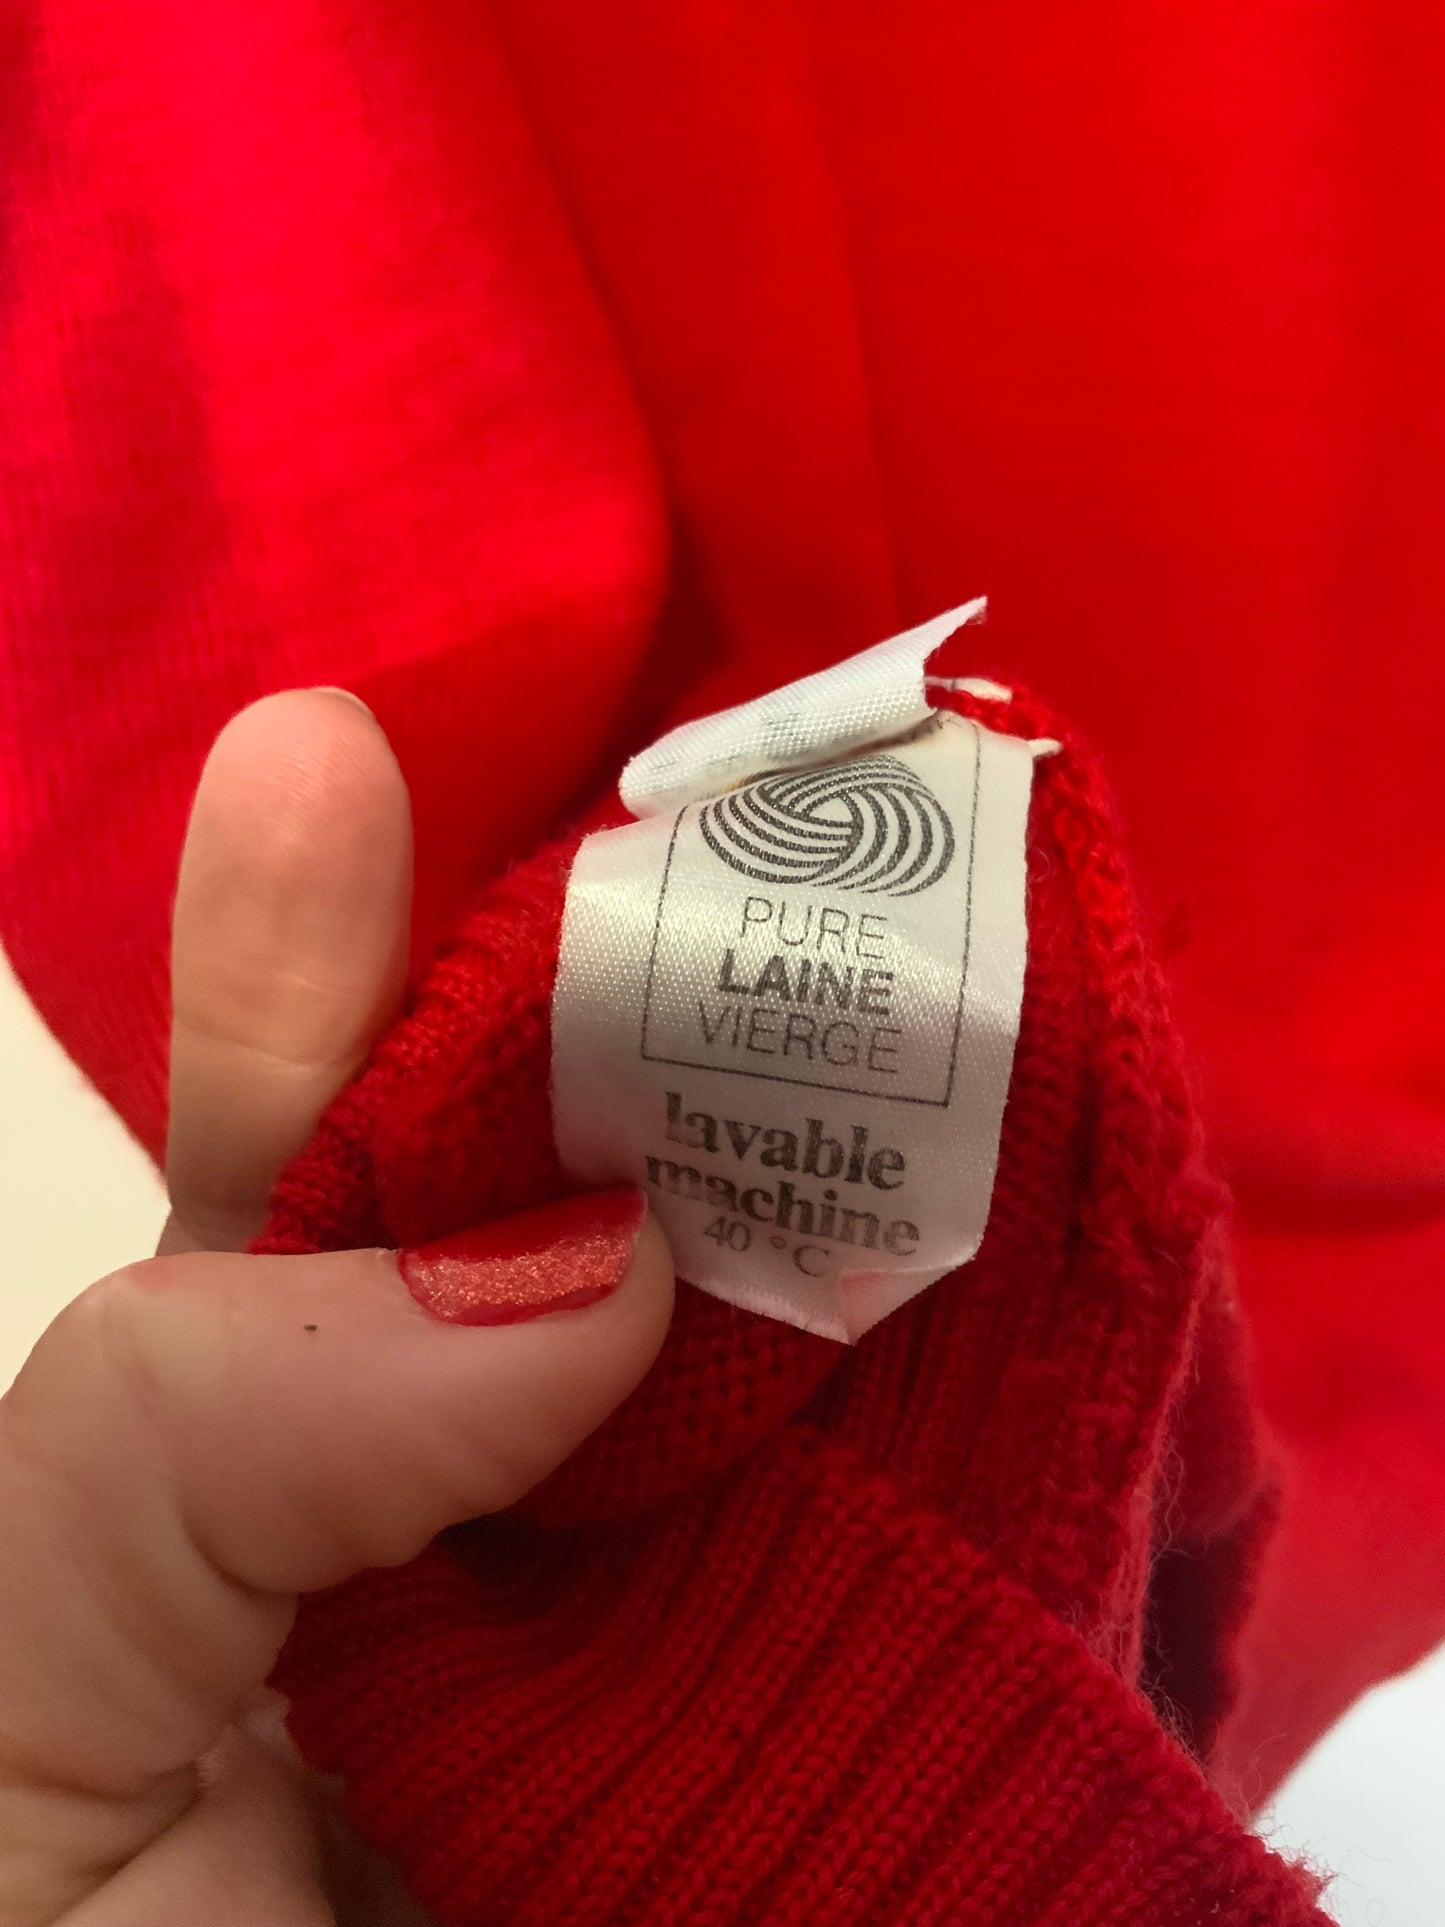 PURE
LAINE
VIERGE
lavable
machine
40 °C